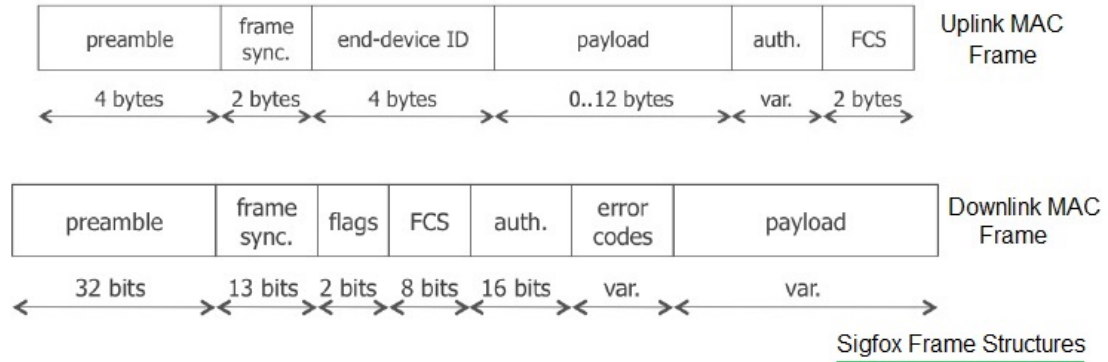 preamble
frame
sync.
end-device ID
payload
auth.
FCS
Uplink MAC
Frame
4 bytes
2 bytes
4 bytes
0..12 bytes
var.
2 bytes
preamble
frame
sync.
flags
FCS
auth.
error
codes
payload
Downlink MAC
Frame
32 bits
13 bits
2 bits
8 bits
16 bits
var.
var.
Sigfox Frame Structures